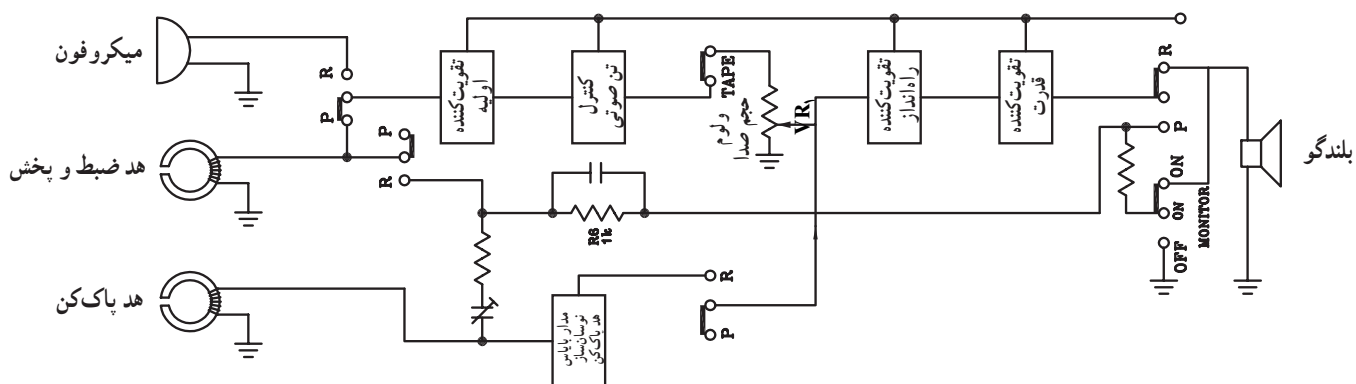 میکروفون
R
P
هد ضبط و پخش
P
R
هد پاک‌کن
تقویت‌کننده
اولیه
کنترل
تن صوتی
TAPE
ولوم
حجم صدا
VR
تقویت‌کننده
راه‌انداز
تقویت‌کننده
قدرت
R
P
ON
ON
OFF
MONITOR
بلندگو
R6
1k
مدار بایاس
نوسان‌ساز
هد پاک‌کن
R
P